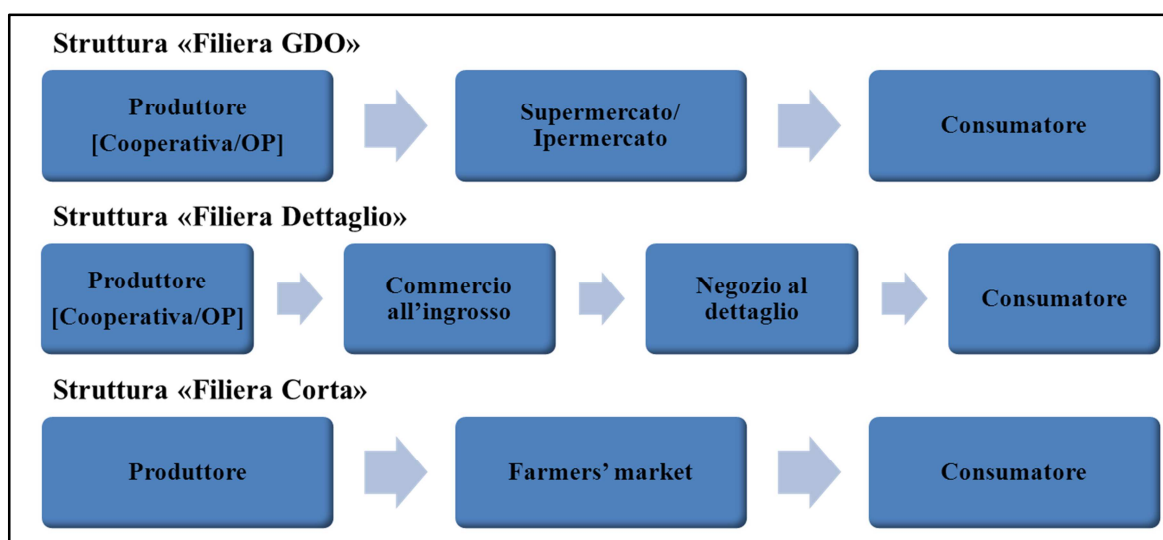 Struttura «Filiera GDO»
Produttore
[Cooperativa/OP]
Supermercato/
Ipermercato
Consumatore
Struttura «Filiera Dettaglio»
Produttore
[Cooperativa/OP]
Commercio
all’ingrosso
Negozio al
dettaglio
Consumatore
Struttura «Filiera Corta»
Produttore
Farmers’ market
Consumatore